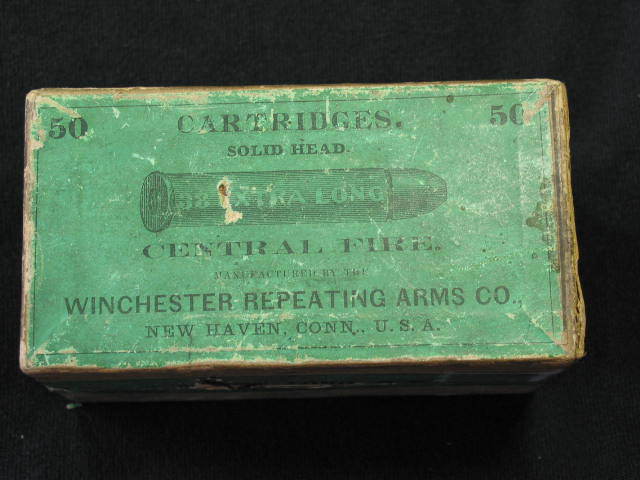 50 CARTRIDGES. 50
SOLID HEAD.
38 EXTRA LONG
CENTRAL FIRE.
MANUFACTURED BY THE
WINCHESTER REPEATING ARMS CO.,
NEW HAVEN, CONN., U.S.A.